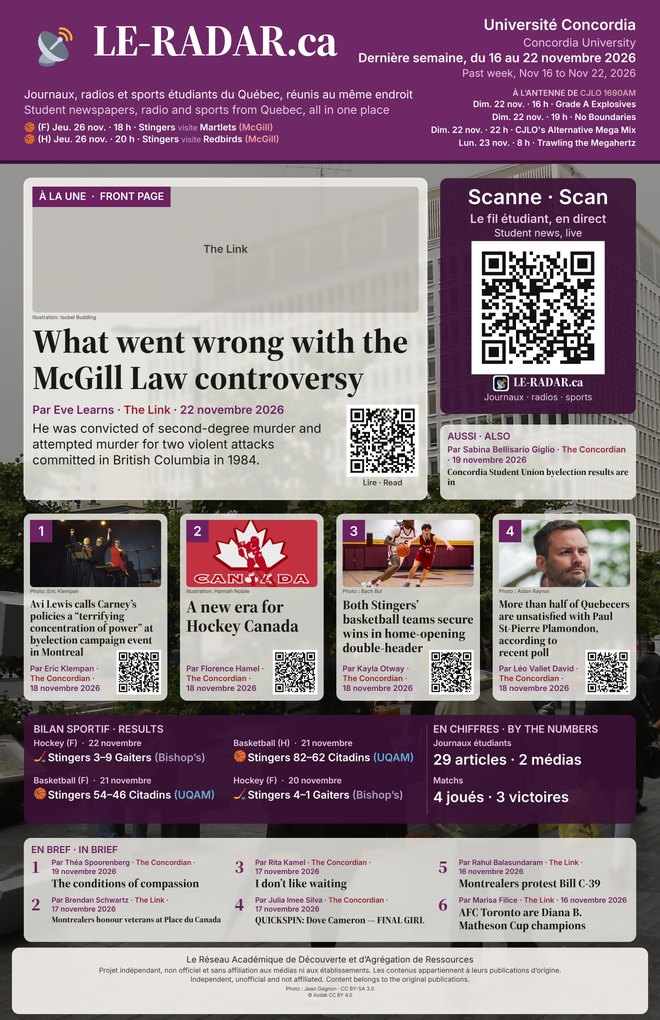 LE-RADAR.ca
Université Concordia
Concordia University
Dernière semaine, du 16 au 22 novembre 2026
Past week, Nov 16 to Nov 22, 2026
Journaux, radios et sports étudiants du Québec, réunis au même endroit
Student newspapers, radio and sports from Quebec, all in one place
(F) Jeu. 26 nov. · 18 h · Stingers visite Martlets (McGill)
(H) Jeu. 26 nov. · 20 h · Stingers visite Redbirds (McGill)
À L'ANTENNE DE CJLO 1690AM
Dim. 22 nov. · 16 h · Grade A Explosives
Dim. 22 nov. · 19 h · No Boundaries
Dim. 22 nov. · 22 h · CJLO's Alternative Mega Mix
Lun. 23 nov. · 8 h · Trawling the Megahertz
À LA UNE · FRONT PAGE
The Link
Illustration: Isobel Budding
What went wrong with the
McGill Law controversy
Par Eve Learns · The Link · 22 novembre 2026
He was convicted of second-degree murder and
attempted murder for two violent attacks
committed in British Columbia in 1984.
Lire · Read
Scanne · Scan
Le fil étudiant, en direct
Student news, live
LE-RADAR.ca
Journaux · radios · sports
AUSSI · ALSO
Par Sabina Bellisario Giglio · The Concordian
· 19 novembre 2026
Concordia Student Union byelection results are
in
1
Photo: Eric Klempan
Avi Lewis calls Carney's
policies a "terrifying
concentration of power" at
byelection campaign event
in Montreal
Par Eric Klempan ·
The Concordian ·
18 novembre 2026
2
CANADA
Illustration: Hannah Nobile
A new era for
Hockey Canada
Par Florence Hamel ·
The Concordian ·
18 novembre 2026
3
Photo : Bach Bui
Both Stingers'
basketball teams secure
wins in home-opening
double-header
Par Kayla Otway ·
The Concordian ·
18 novembre 2026
4
Photo : Aidan Raynor
More than half of Quebecers
are unsatisfied with Paul
St-Pierre Plamondon,
according to
recent poll
Par Léo Vallet David ·
The Concordian ·
18 novembre 2026
BILAN SPORTIF · RESULTS
Hockey (F) · 22 novembre
Stingers 3–9 Gaiters (Bishop's)
Basketball (H) · 21 novembre
Stingers 82–62 Citadins (UQAM)
Basketball (F) · 21 novembre
Stingers 54–46 Citadins (UQAM)
Hockey (F) · 20 novembre
Stingers 4–1 Gaiters (Bishop's)
EN CHIFFRES · BY THE NUMBERS
Journaux étudiants
29 articles · 2 médias
Matchs
4 joués · 3 victoires
EN BREF · IN BRIEF
1
Par Théa Spoorenberg · The Concordian ·
19 novembre 2026
The conditions of compassion
2
Par Brendan Schwartz · The Link ·
17 novembre 2026
Montrealers honour veterans at Place du Canada
3
Par Rita Kamel · The Concordian ·
17 novembre 2026
I don't like waiting
4
Par Julia Imee Silva · The Concordian ·
17 novembre 2026
QUICKSPIN: Dove Cameron — FINAL GIRL
5
Par Rahul Balasundaram · The Link ·
16 novembre 2026
Montrealers protest Bill C-39
6
Par Marisa Filice · The Link · 16 novembre 2026
AFC Toronto are Diana B.
Matheson Cup champions
Le Réseau Académique de Découverte et d'Agrégation de Ressources
Projet indépendant, non officiel et sans affiliation aux médias ni aux établissements. Les contenus appartiennent à leurs publications d'origine.
Independent, unofficial and not affiliated. Content belongs to the original publications.
Photo : Jean Gagnon · CC BY-SA 3.0
© Azdak CC BY 4.0